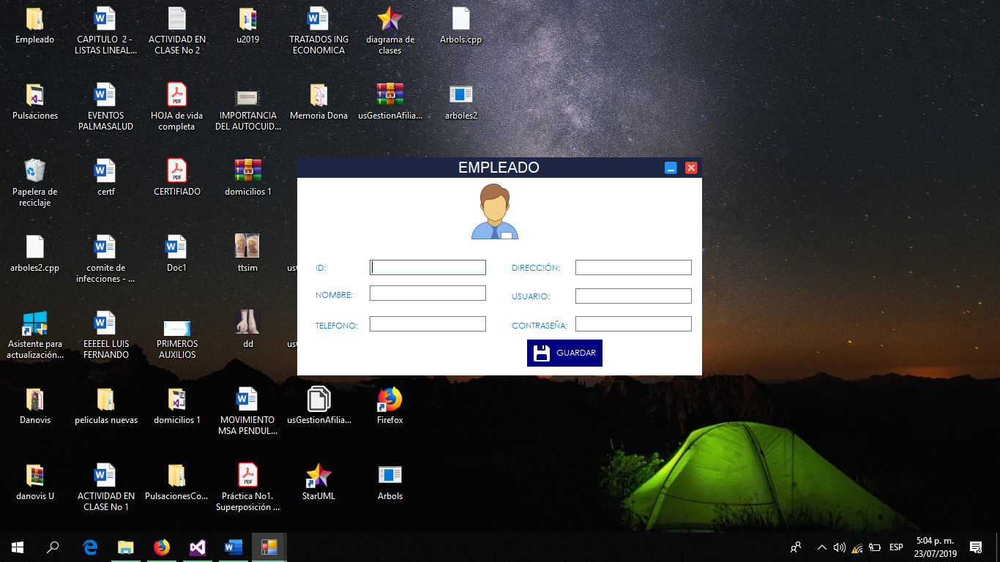 Empleado
CAPITULO 2 -
LISTAS LINEAL...
ACTIVIDAD EN
CLASE No 2
u2019
TRATADOS ING
ECONOMICA
diagrama de
clases
Arbols.cpp
Pulsaciones
EVENTOS
PALMASALUD
HOJA de vida
completa
IMPORTANCIA
DEL AUTOCUID...
Memoria Dona
usGestionAfilia...
arboles2
Papelera de
reciclaje
certf
CERTIFIADO
domicilios 1
EMPLEADO
arboles2.cpp
comite de
infecciones - ...
Doc1
ttsim
ID:
DIRECCIÓN:
NOMBRE:
USUARIO:
TELEFONO:
CONTRASEÑA:
GUARDAR
Asistente para
actualización...
EEEEEL LUIS
FERNANDO
PRIMEROS
AUXILIOS
dd
Danovis
peliculas nuevas
domicilios 1
MOVIMIENTO
MSA PENDUL...
usGestionAfilia...
Firefox
danovis U
ACTIVIDAD EN
CLASE No 1
PulsacionesCo...
Práctica No1.
Superposición ...
StarUML
Arbols
ESP
5:04 p. m.
23/07/2019